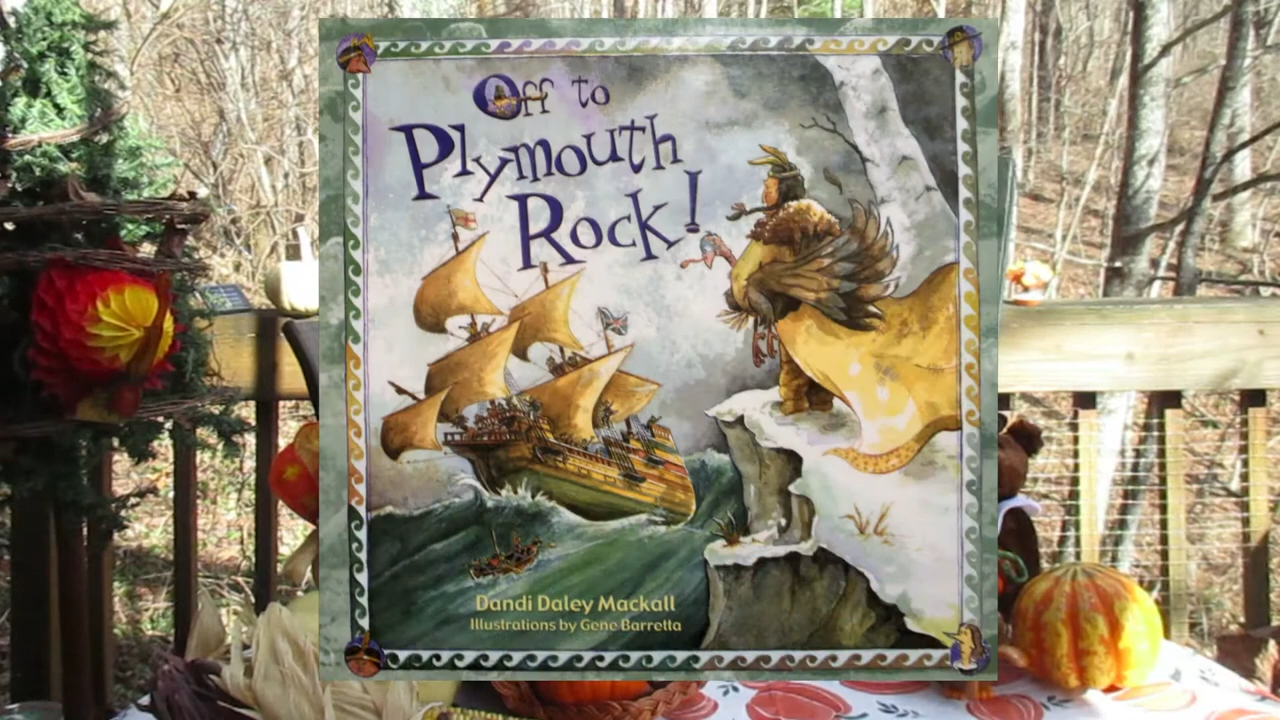 Off to
Plymouth
Rock!
Dandi Daley Mackall
Illustrations by Gene Barretta